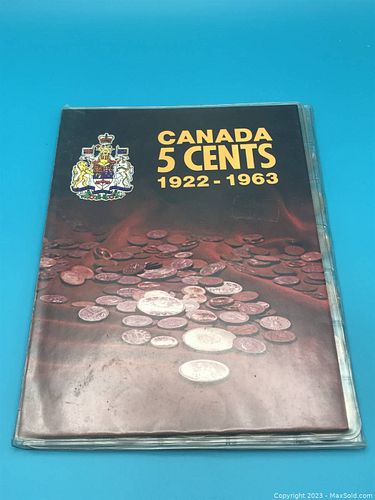 CANADA
5 CENTS
1922 - 1963
Copyright 2023 - MaxSold.com